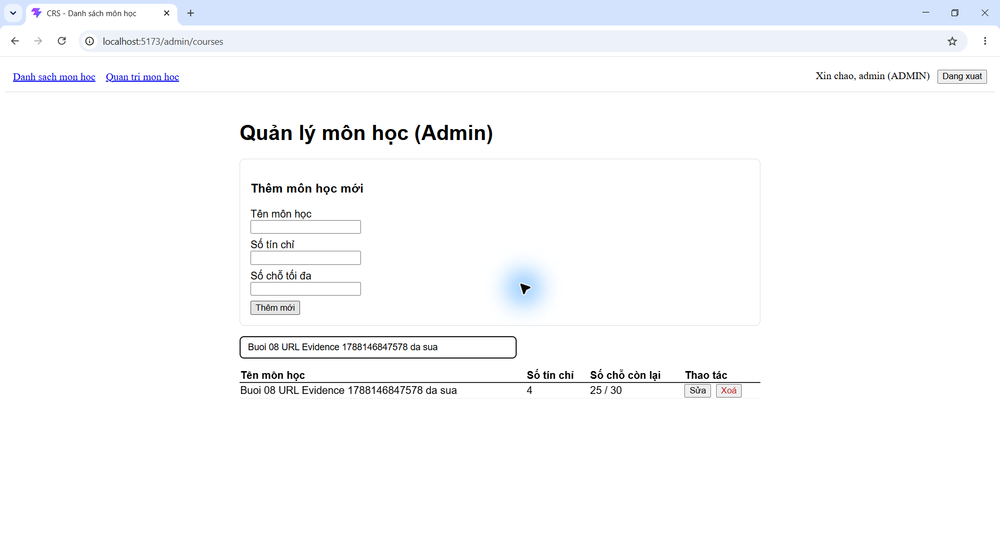 CRS - Danh sách môn học
localhost:5173/admin/courses
Danh sach mon hoc Quan tri mon hoc Xin chao, admin (ADMIN) Dang xuat
Quản lý môn học (Admin)
Thêm môn học mới
Tên môn học
Số tín chỉ
Số chỗ tối đa
Thêm mới
Buoi 08 URL Evidence 1788146847578 da sua
Tên môn học Số tín chỉ Số chỗ còn lại Thao tác
Buoi 08 URL Evidence 1788146847578 da sua 4 25 / 30 Sửa Xoá